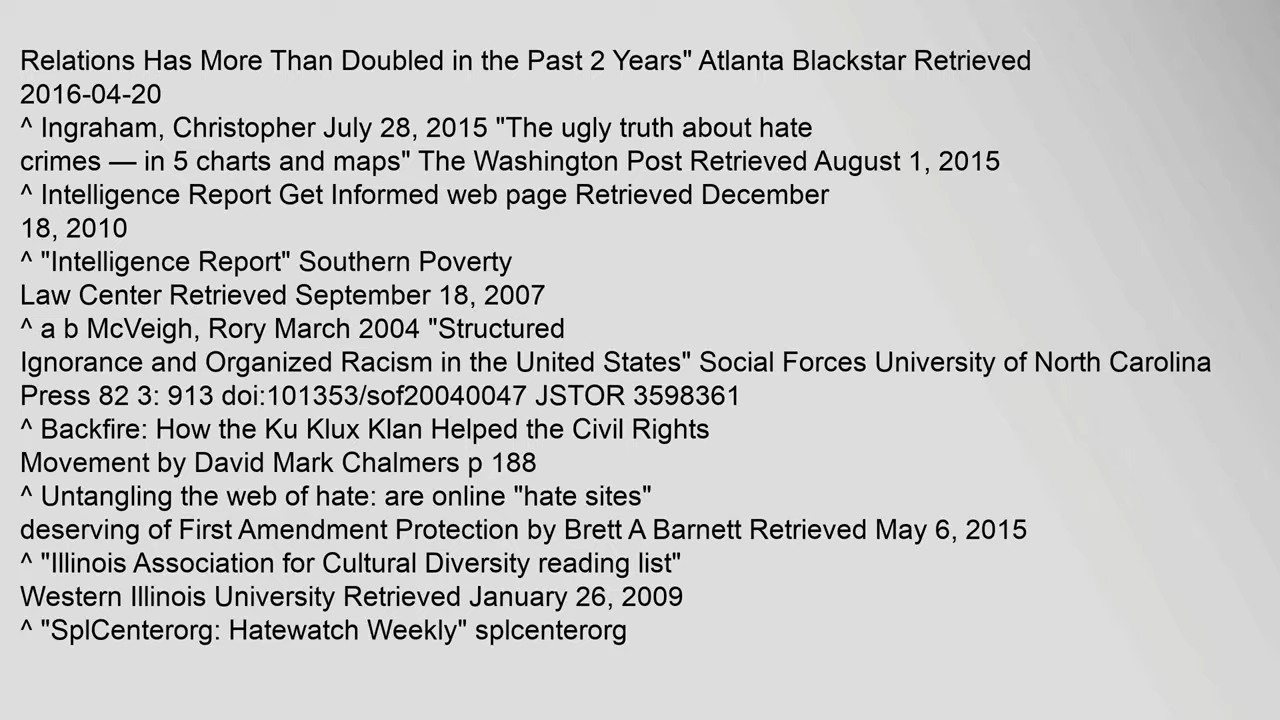 Relations Has More Than Doubled in the Past 2 Years" Atlanta Blackstar Retrieved
2016-04-20
^ Ingraham, Christopher July 28, 2015 "The ugly truth about hate
crimes — in 5 charts and maps" The Washington Post Retrieved August 1, 2015
^ Intelligence Report Get Informed web page Retrieved December
18, 2010
^ "Intelligence Report" Southern Poverty
Law Center Retrieved September 18, 2007
^ a b McVeigh, Rory March 2004 "Structured
Ignorance and Organized Racism in the United States" Social Forces University of North Carolina
Press 82 3: 913 doi:101353/sof20040047 JSTOR 3598361
^ Backfire: How the Ku Klux Klan Helped the Civil Rights
Movement by David Mark Chalmers p 188
^ Untangling the web of hate: are online "hate sites"
deserving of First Amendment Protection by Brett A Barnett Retrieved May 6, 2015
^ "Illinois Association for Cultural Diversity reading list"
Western Illinois University Retrieved January 26, 2009
^ "SplCenterorg: Hatewatch Weekly" splcenterorg